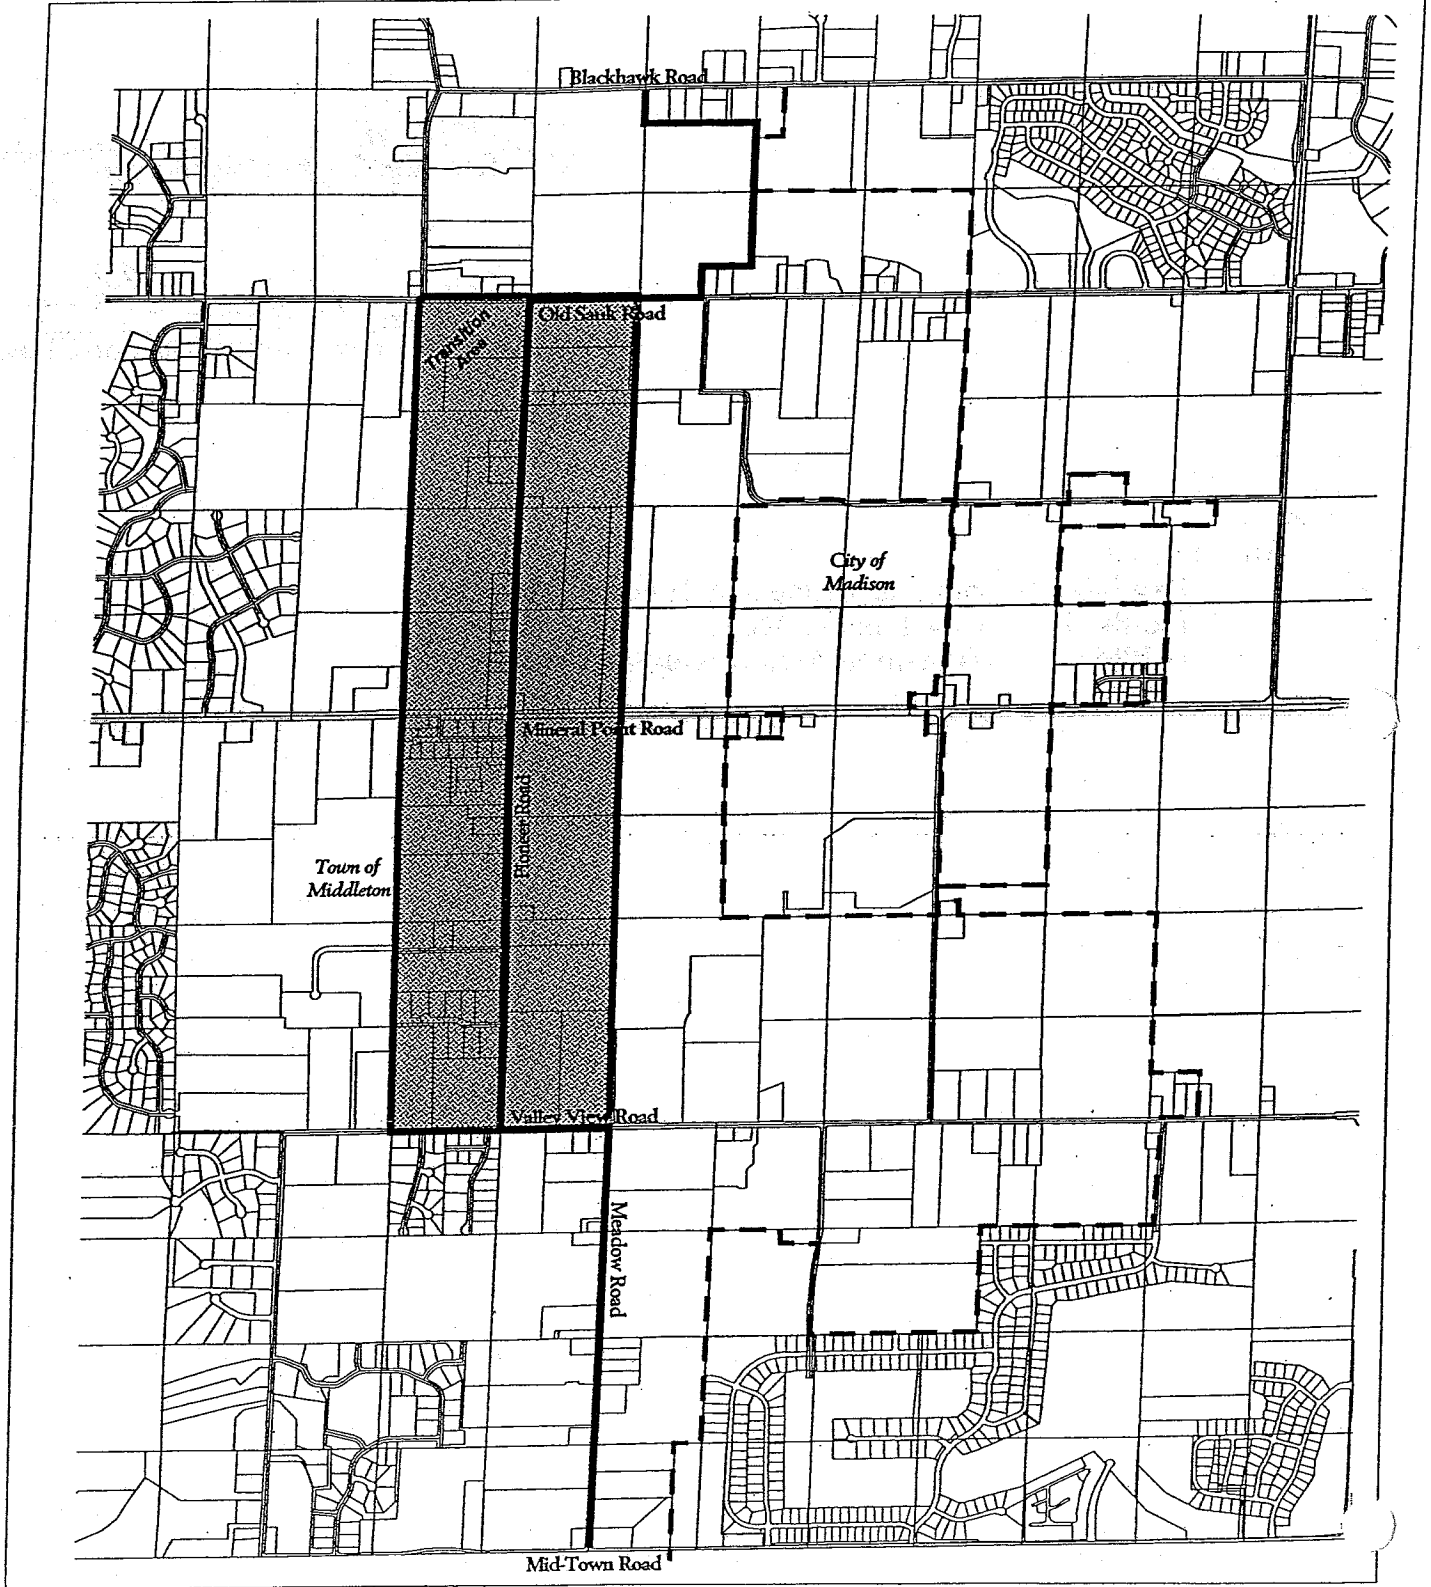 Blackhawk Road
Old Sauk Road
Transition
Area
City of
Madison
Mineral Point Road
Pioneer Road
Town of
Middleton
Valley View Road
Meadow Road
Mid-Town Road